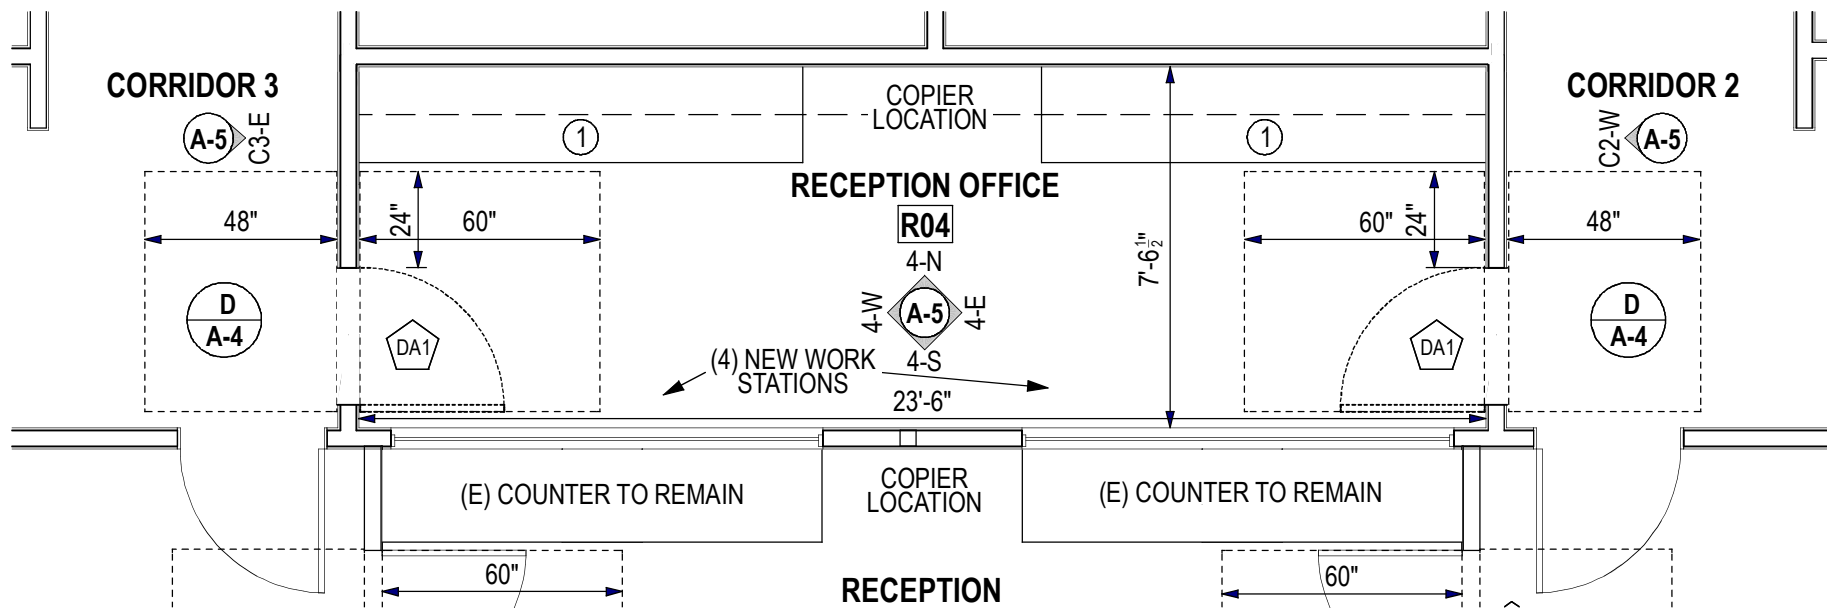 CORRIDOR 3
A-5
C3-E
COPIER
LOCATION
1
1
CORRIDOR 2
C2-W
A-5
RECEPTION OFFICE
R04
48"
24"
60"
60"
24"
48"
7'-6½"
4-N
4-W
A-5
4-E
4-S
D
A-4
DA1
DA1
D
A-4
(4) NEW WORK
STATIONS
23'-6"
(E) COUNTER TO REMAIN
COPIER
LOCATION
(E) COUNTER TO REMAIN
60"
RECEPTION
60"